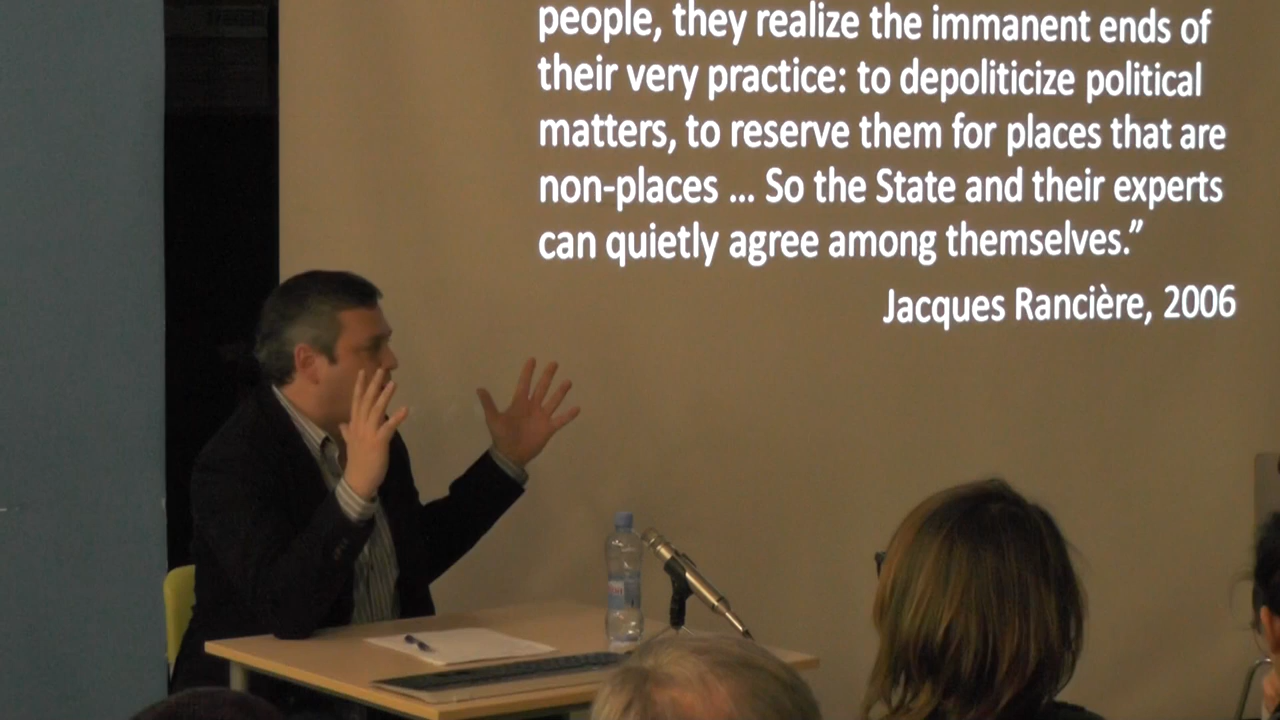 people, they realize the immanent ends of
their very practice: to depoliticize political
matters, to reserve them for places that are
non-places ... So the State and their experts
can quietly agree among themselves.”
Jacques Rancière, 2006